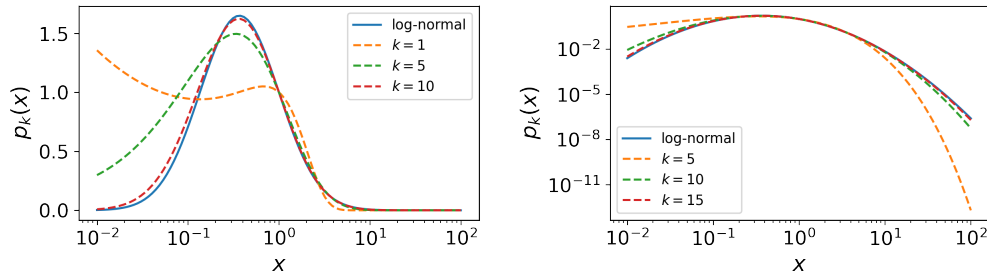 p_k(x)
1.5
1.0
0.5
0.0
log-normal
k = 1
k = 5
k = 10
10^{-2} 10^{-1} 10^{0} 10^{1} 10^{2}
x
p_k(x)
10^{-2}
10^{-5}
10^{-8}
10^{-11}
log-normal
k = 5
k = 10
k = 15
10^{-2} 10^{-1} 10^{0} 10^{1} 10^{2}
x